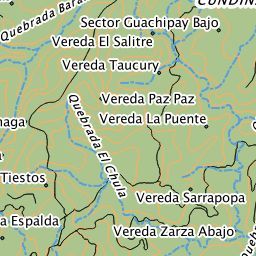 Quebrada Bara
CUNDIN
Sector Guachipay Bajo
Vereda El Salitre
Vereda Taucury
Vereda Paz Paz
Vereda La Puente
naga
Quebrada El Chula
Tiestos
Vereda Sarrapopa
a Espalda
Vereda Zarza Abajo